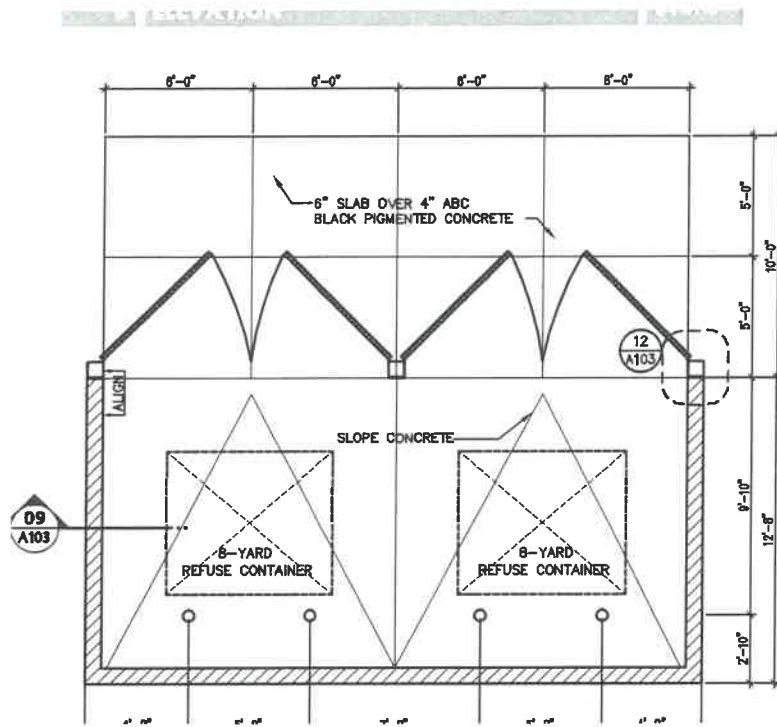 ELEVATION
6'-0" 6'-0" 6'-0" 6'-0"
6" SLAB OVER 4" ABC
BLACK PIGMENTED CONCRETE
5'-0"
10'-0"
5'-0"
12
A103
ALIGN
SLOPE CONCRETE
9'-10"
12'-8"
09
A103
8-YARD
REFUSE CONTAINER
8-YARD
REFUSE CONTAINER
2'-10"